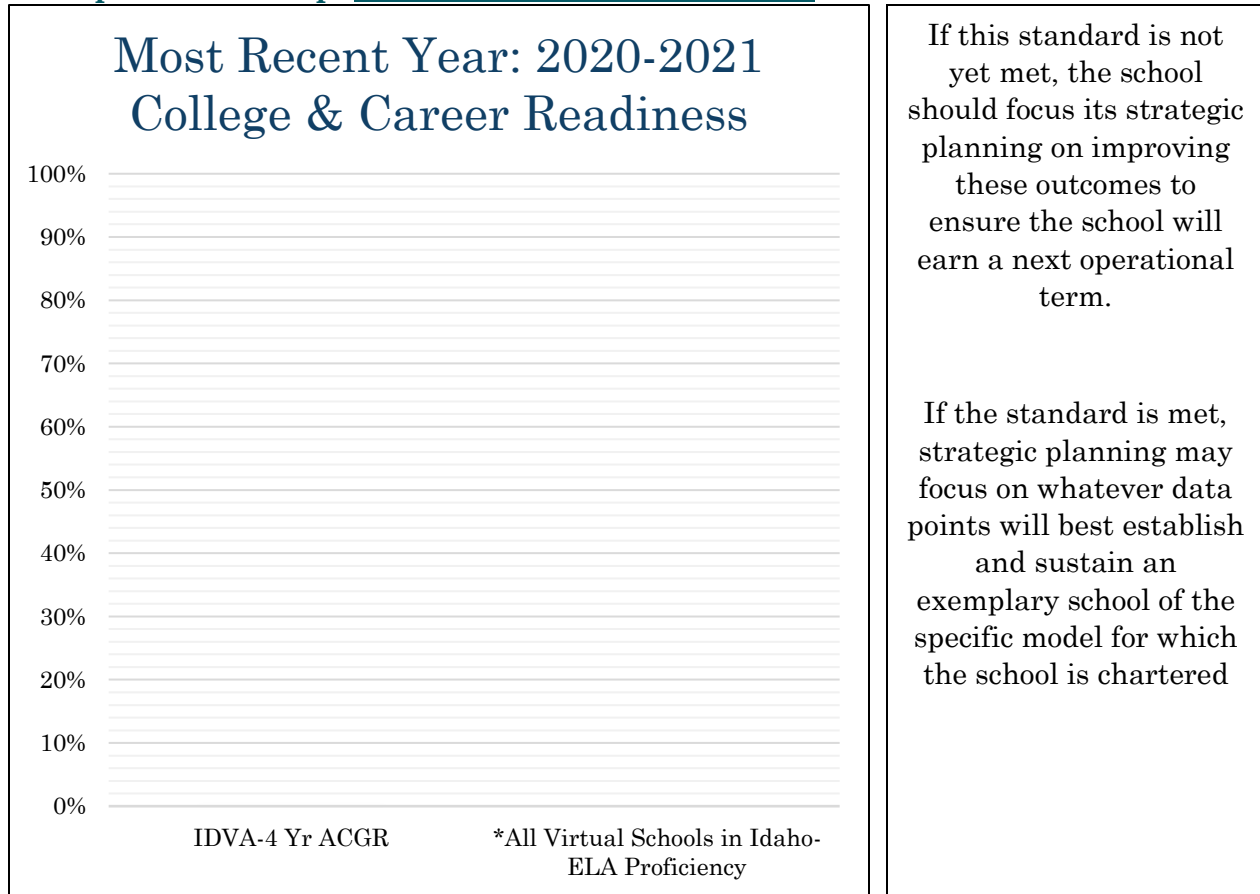 Most Recent Year: 2020-2021
College & Career Readiness
100%
90%
80%
70%
60%
50%
40%
30%
20%
10%
0%
IDVA-4 Yr ACGR
*All Virtual Schools in Idaho-
ELA Proficiency
If this standard is not
yet met, the school
should focus its strategic
planning on improving
these outcomes to
ensure the school will
earn a next operational
term.
If the standard is met,
strategic planning may
focus on whatever data
points will best establish
and sustain an
exemplary school of the
specific model for which
the school is chartered